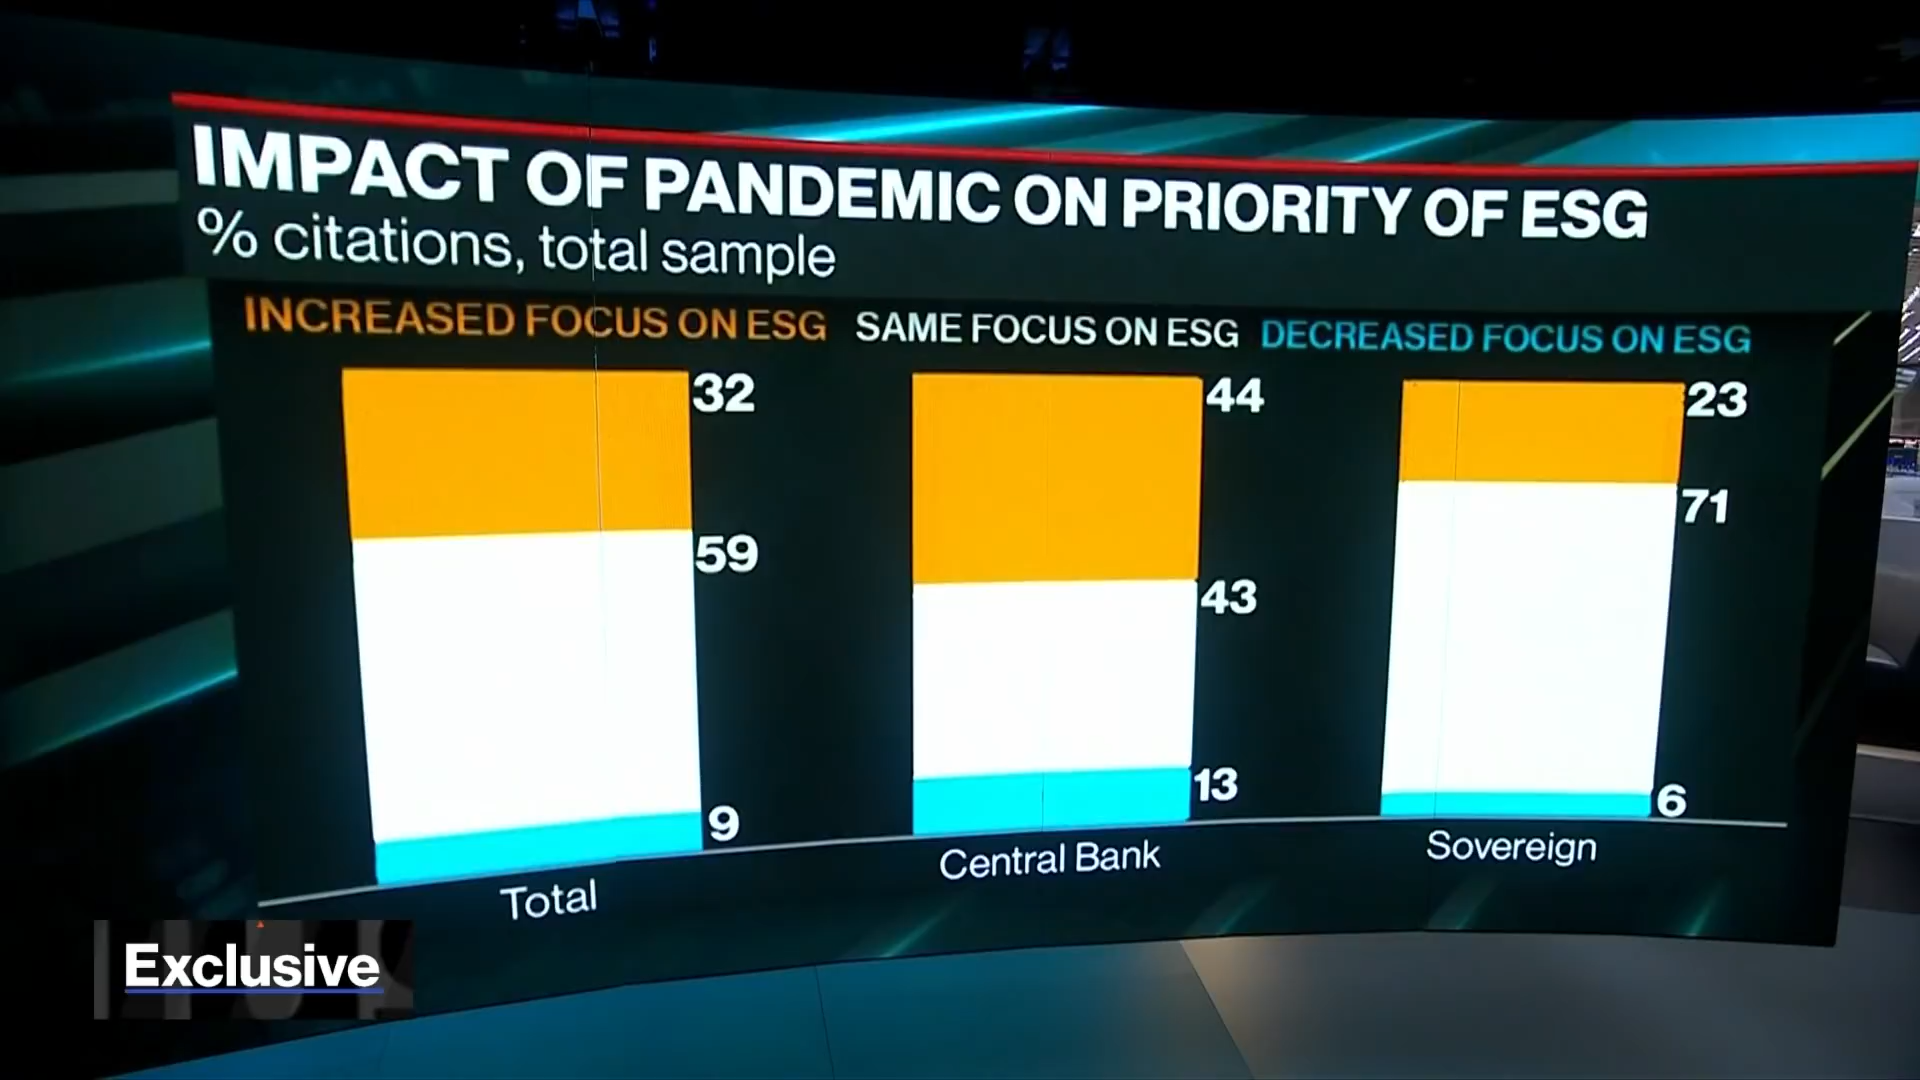 IMPACT OF PANDEMIC ON PRIORITY OF ESG
% citations, total sample
INCREASED FOCUS ON ESG SAME FOCUS ON ESG DECREASED FOCUS ON ESG
32
59
9
Total
44
43
13
Central Bank
23
71
6
Sovereign
Exclusive